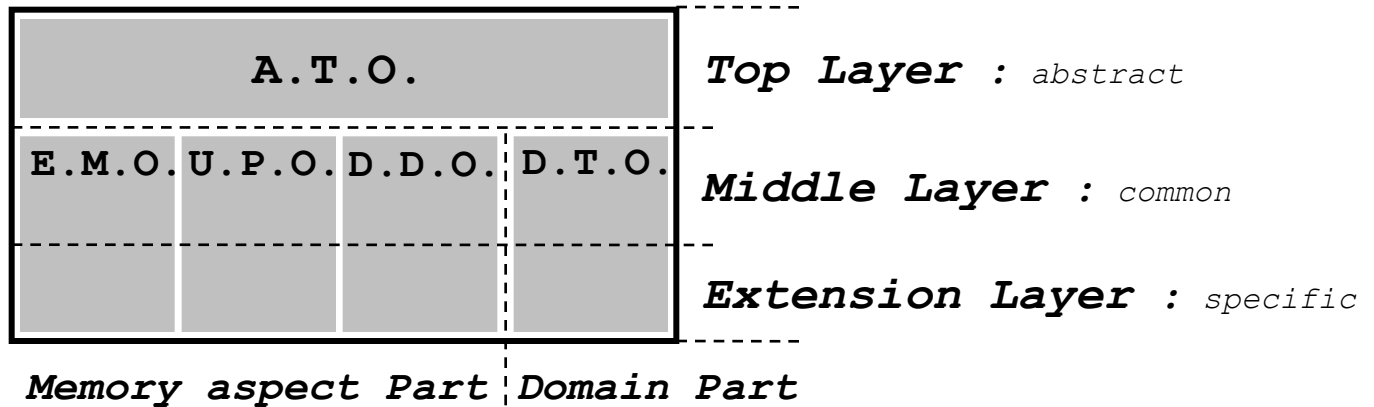 A.T.O.
Top Layer : abstract
E.M.O. U.P.O. D.D.O. D.T.O.
Middle Layer : common
Extension Layer : specific
Memory aspect Part Domain Part